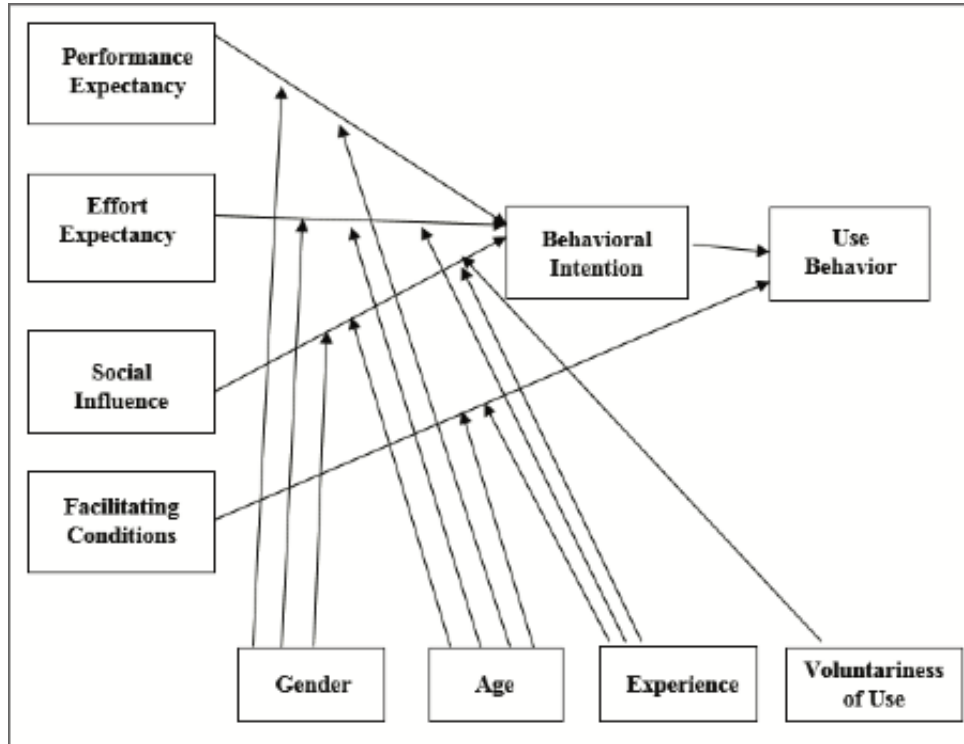 Performance
Expectancy
Effort
Expectancy
Behavioral
Intention
Use
Behavior
Social
Influence
Facilitating
Conditions
Gender
Age
Experience
Voluntariness
of Use